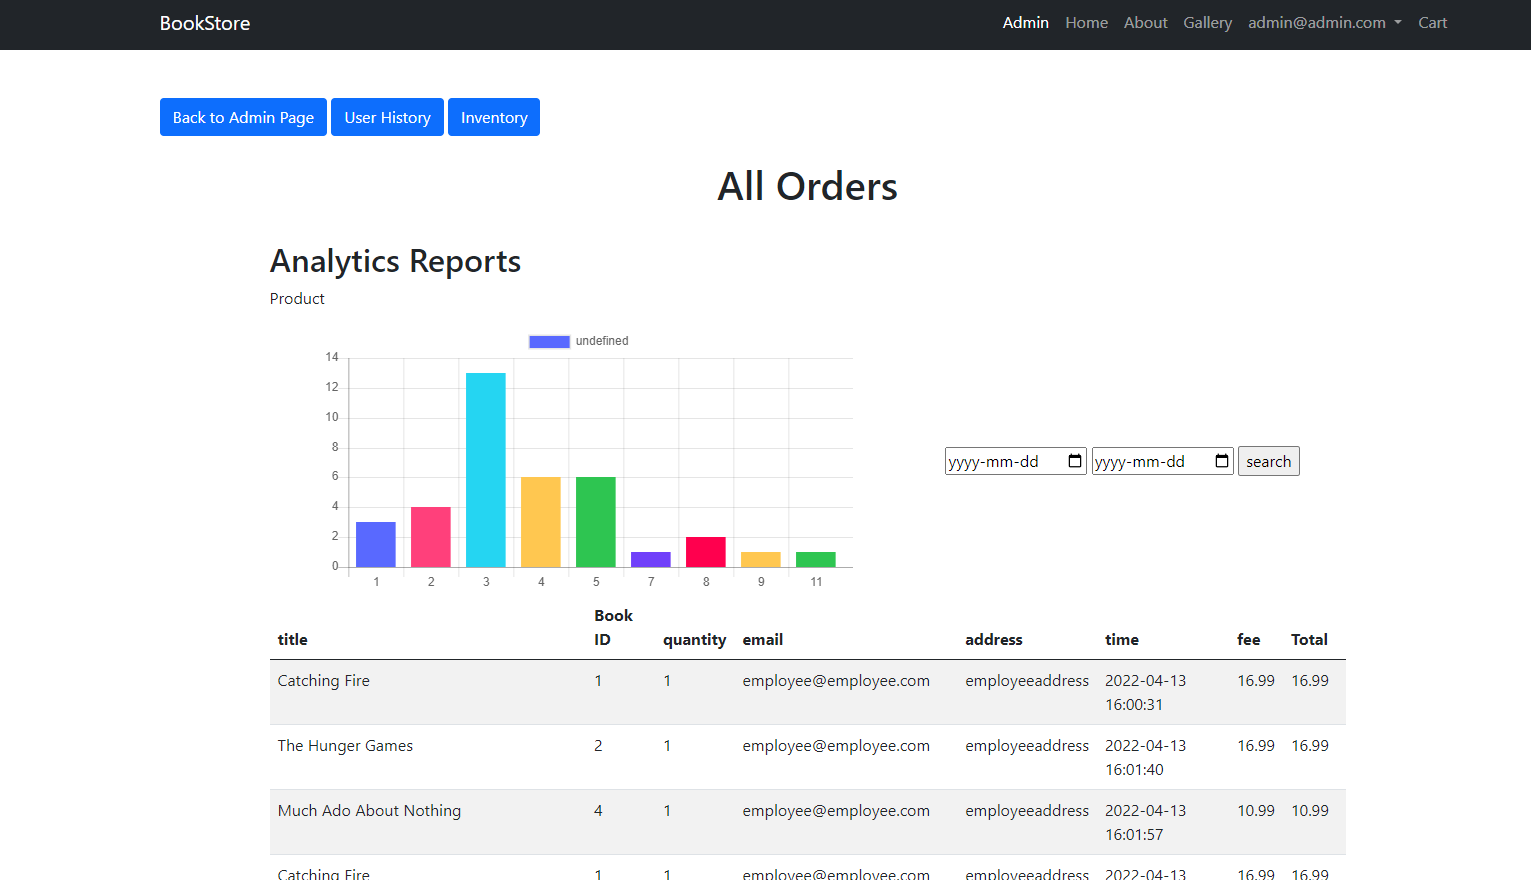 BookStore
Admin Home About Gallery admin@admin.com Cart
Back to Admin Page User History Inventory
All Orders
Analytics Reports
Product
undefined
14
12
10
8
6
4
2
0
1 2 3 4 5 7 8 9 11
yyyy-mm-dd yyyy-mm-dd search
title Book ID quantity email address time fee Total
Catching Fire 1 1 employee@employee.com employeeaddress 2022-04-13 16.99 16.99
16:00:31
The Hunger Games 2 1 employee@employee.com employeeaddress 2022-04-13 16.99 16.99
16:01:40
Much Ado About Nothing 4 1 employee@employee.com employeeaddress 2022-04-13 10.99 10.99
16:01:57
Catching Fire 1 1 employee@employee.com employeeaddress 2022-04-13 16.99 16.99